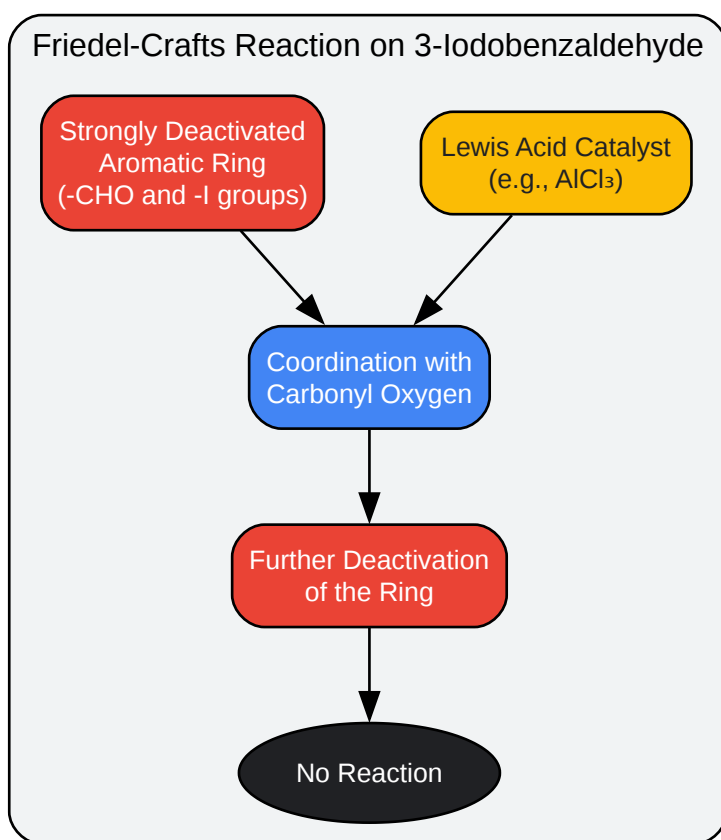 Friedel-Crafts Reaction on 3-Iodobenzaldehyde
Strongly Deactivated
Aromatic Ring
(-CHO and -I groups)
Lewis Acid Catalyst
(e.g., AlCl₃)
Coordination with
Carbonyl Oxygen
Further Deactivation
of the Ring
No Reaction